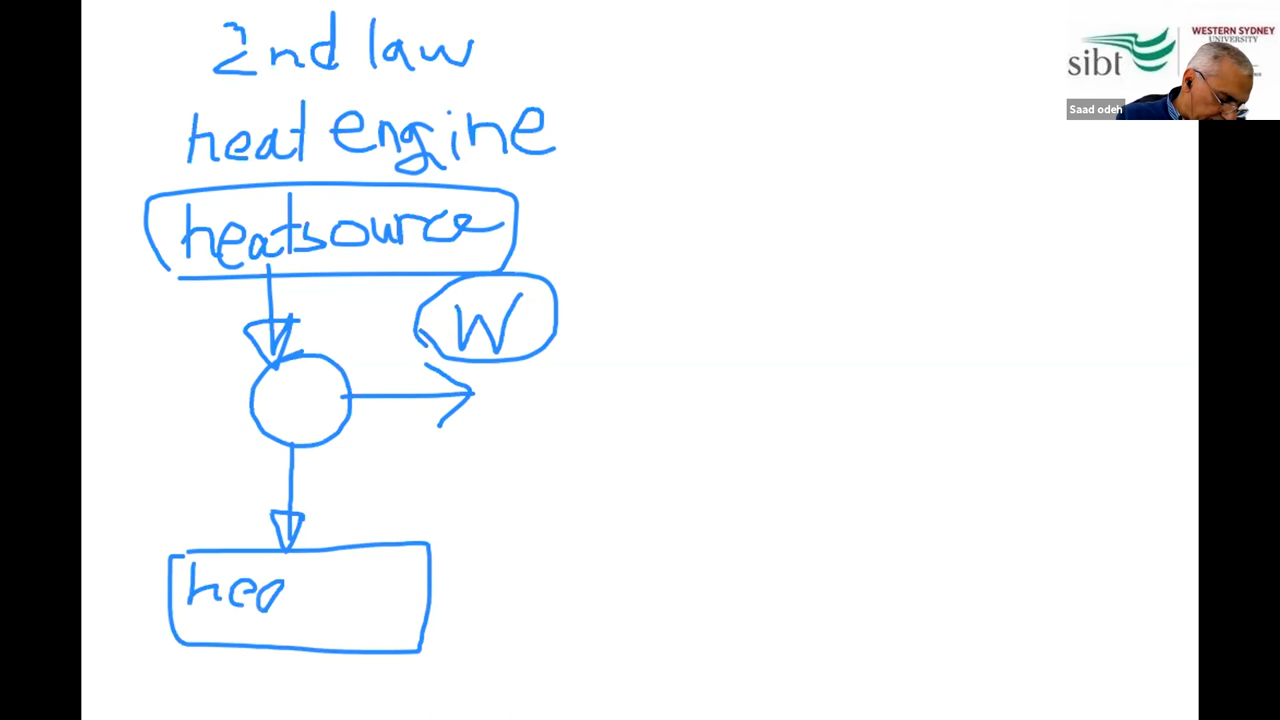 2nd law
heat engine
heatsource
W
hea
sibt
WESTERN SYDNEY
UNIVERSITY
Saad odeh